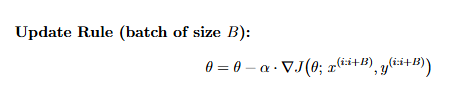 Update Rule (batch of size B):
θ = θ − α · ∇J(θ; x^(i:i+B), y^(i:i+B))